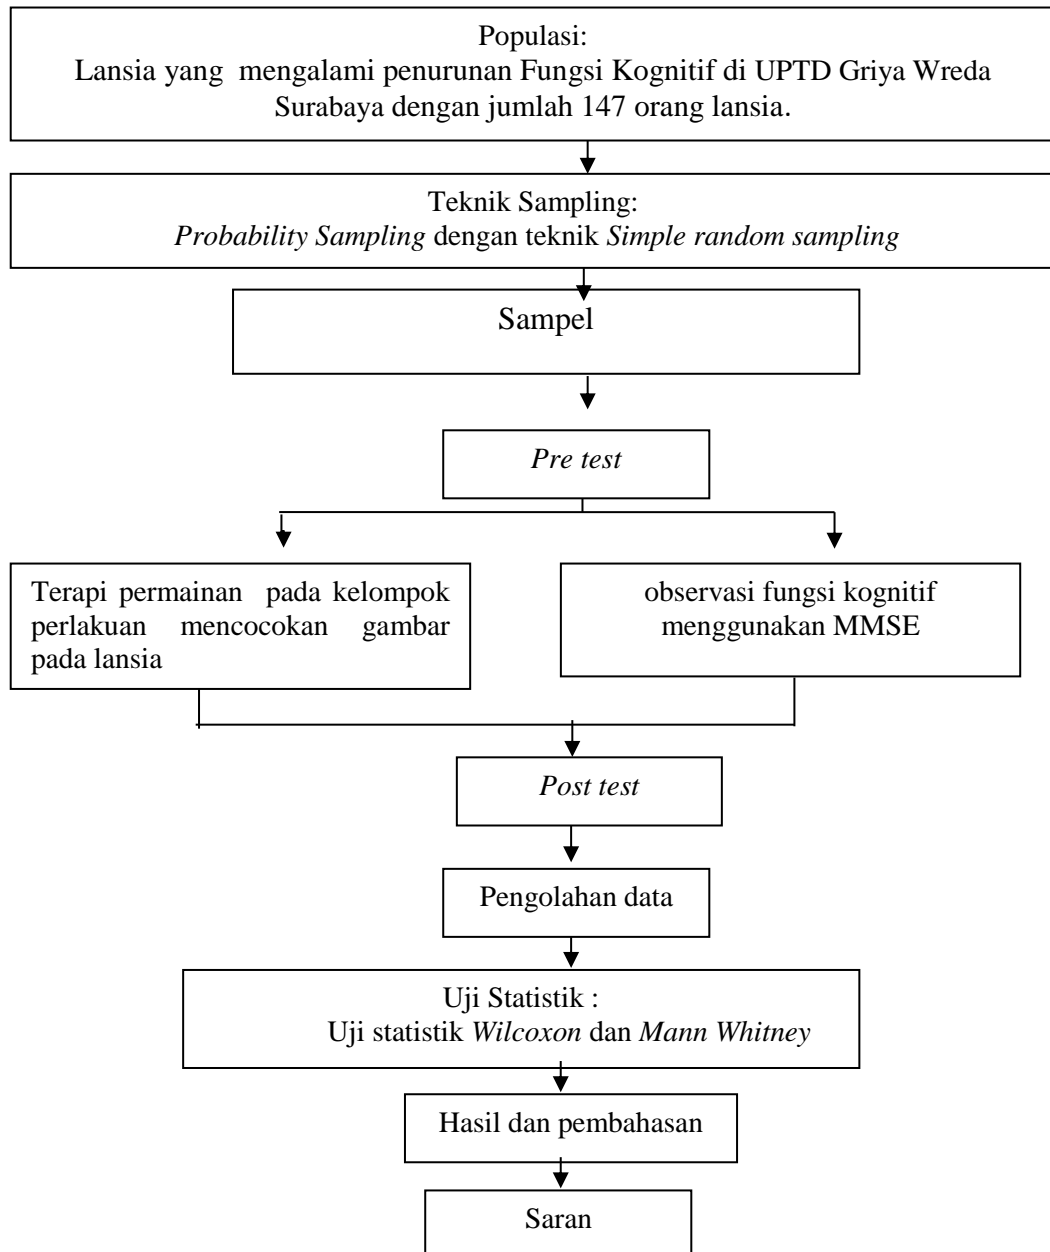 Populasi:
Lansia yang mengalami penurunan Fungsi Kognitif di UPTD Griya Wreda
Surabaya dengan jumlah 147 orang lansia.
Teknik Sampling:
Probability Sampling dengan teknik Simple random sampling
Sampel
Pre test
Terapi permainan pada kelompok
perlakuan mencocokan gambar
pada lansia
observasi fungsi kognitif
menggunakan MMSE
Post test
Pengolahan data
Uji Statistik :
Uji statistik Wilcoxon dan Mann Whitney
Hasil dan pembahasan
Saran